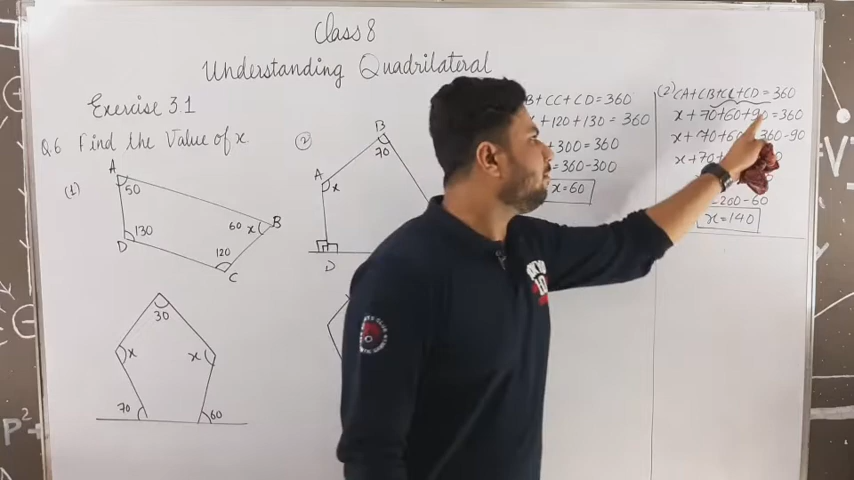 Class 8
Understanding Quadrilateral
Exercise 3.1
Q6 Find the Value of x.
(1)
A
50
60 x
B
130
D
120
C
(2)
B
70
A
x
D
30
x
x
70
60
B+∠C+∠D=360
+120+130=360
+300=360
=360-300
x=60
(2) ∠A+∠B+∠C+∠D=360
x+70+60+90=360
x+70+60=360-90
x+70
200-60
x=140